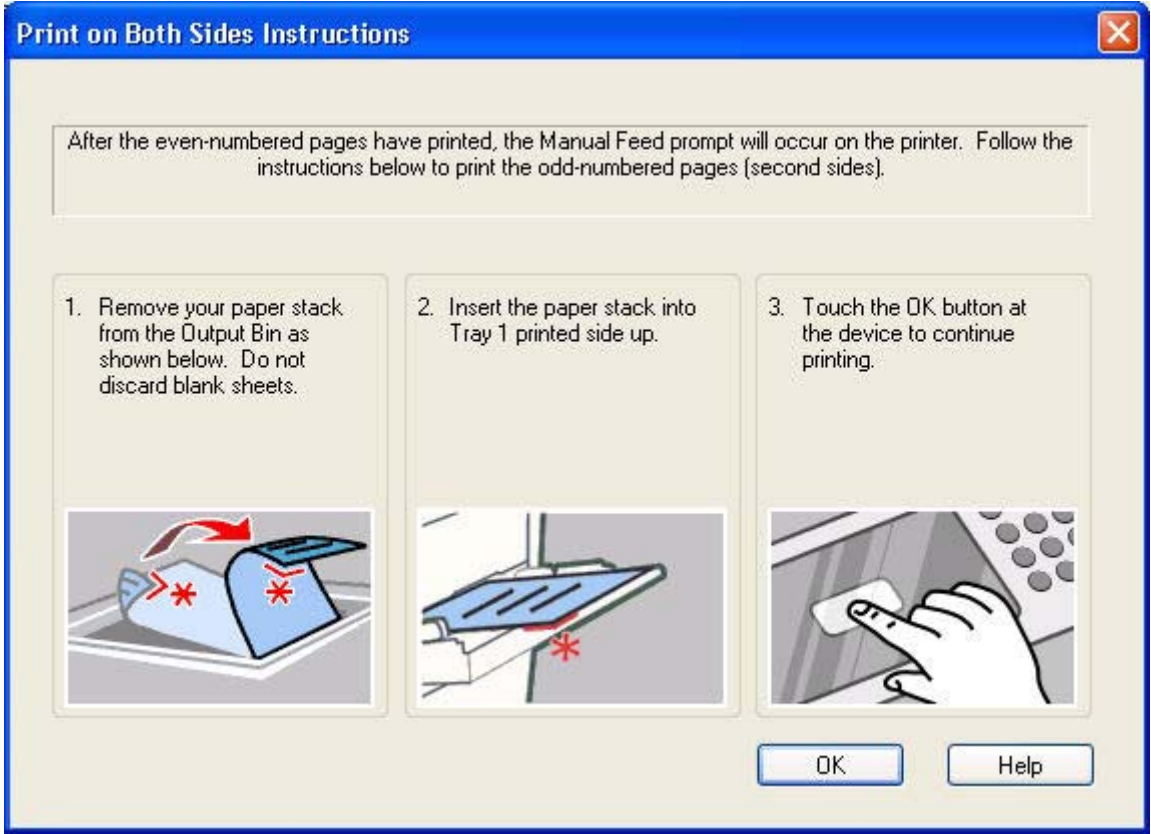 Print on Both Sides Instructions
After the even-numbered pages have printed, the Manual Feed prompt will occur on the printer.  Follow the
instructions below to print the odd-numbered pages (second sides).
1. Remove your paper stack
from the Output Bin as
shown below.  Do not
discard blank sheets.
2. Insert the paper stack into
Tray 1 printed side up.
3. Touch the OK button at
the device to continue
printing.
OK
Help